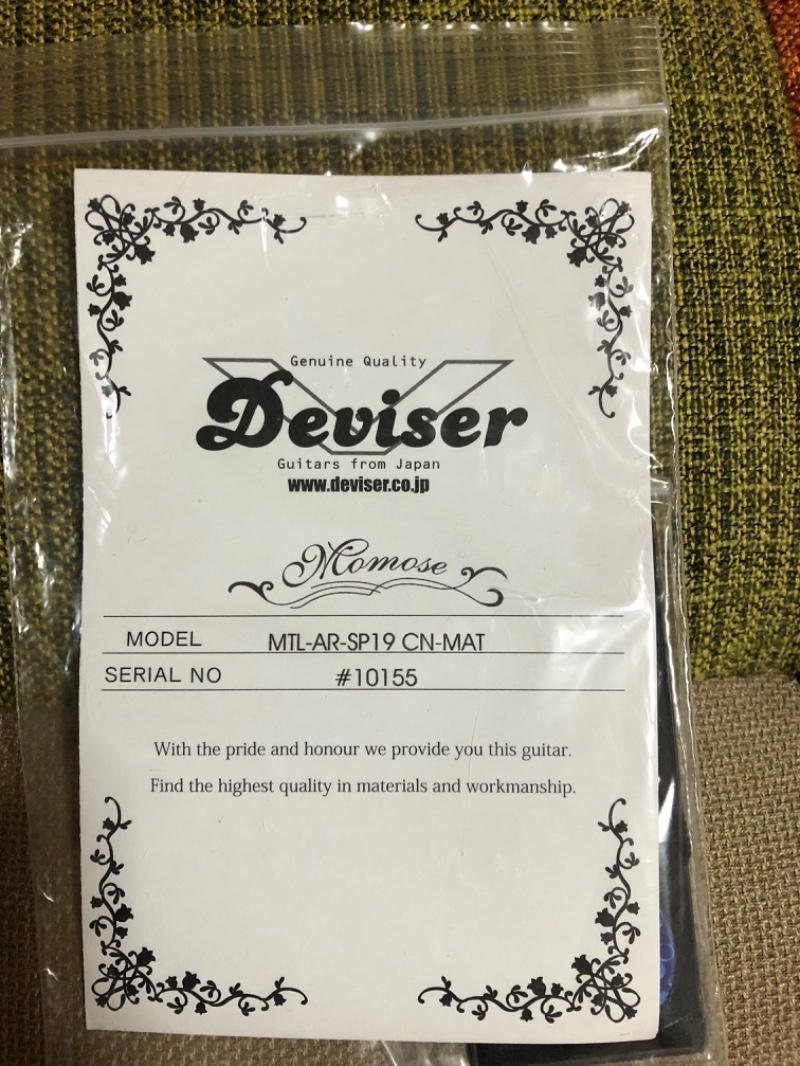 Genuine Quality
Deviser
Guitars from Japan
www.deviser.co.jp
Momose
MODEL MTL-AR-SP19 CN-MAT
SERIAL NO #10155
With the pride and honour we provide you this guitar.
Find the highest quality in materials and workmanship.